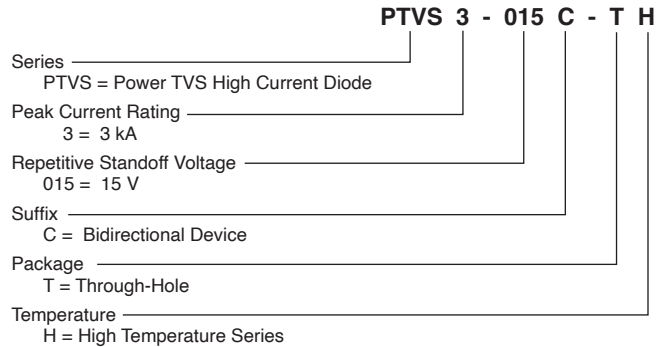 PTVS 3 - 015 C - T H
Series
PTVS = Power TVS High Current Diode
Peak Current Rating
3 = 3 kA
Repetitive Standoff Voltage
015 = 15 V
Suffix
C = Bidirectional Device
Package
T = Through-Hole
Temperature
H = High Temperature Series